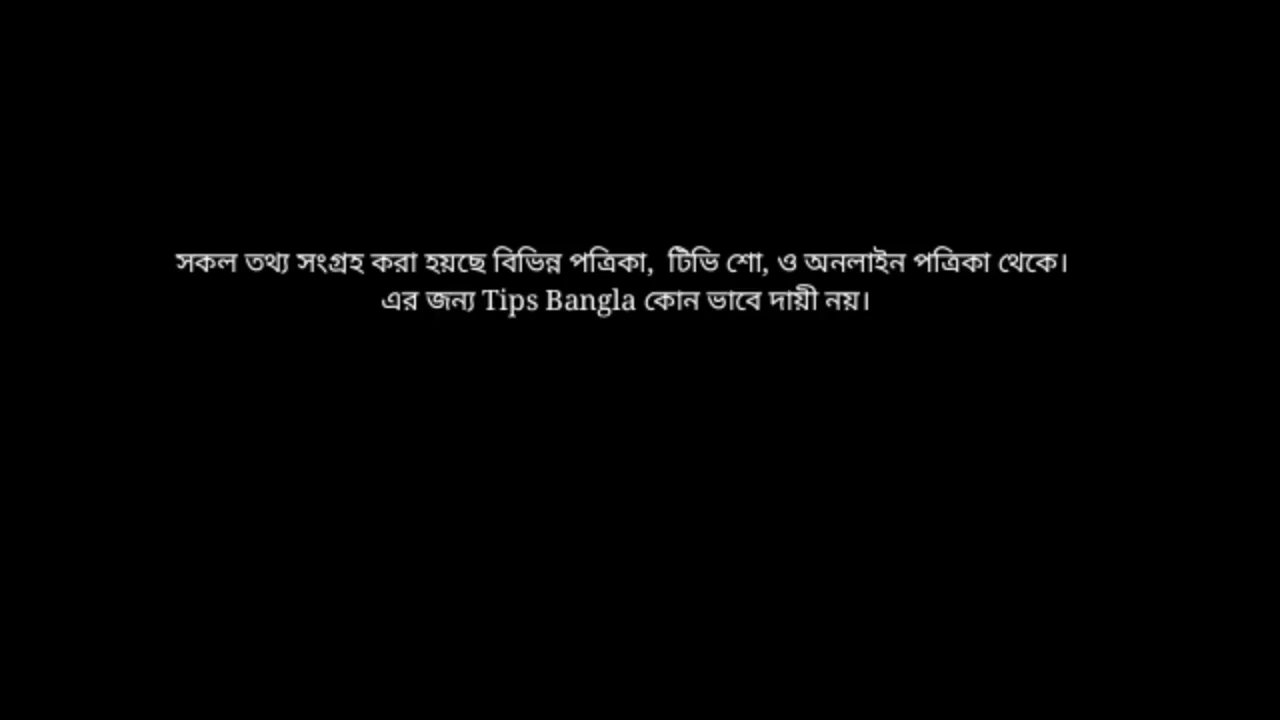 সকল তথ্য সংগ্রহ করা হয়ছে বিভিন্ন পত্রিকা, টিভি শো, ও অনলাইন পত্রিকা থেকে।
এর জন্য Tips Bangla কোন ভাবে দায়ী নয়।